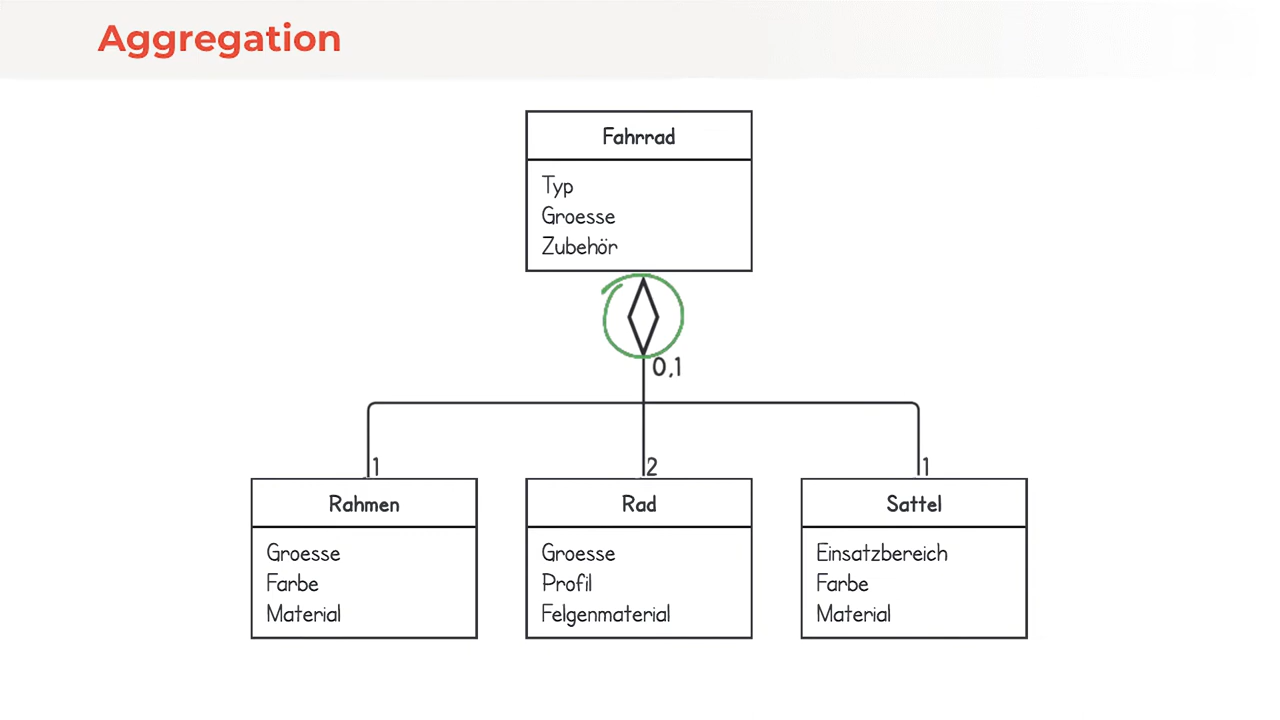 Aggregation
Fahrrad
Typ
Groesse
Zubehör
0,1
1
2
1
Rahmen
Groesse
Farbe
Material
Rad
Groesse
Profil
Felgenmaterial
Sattel
Einsatzbereich
Farbe
Material